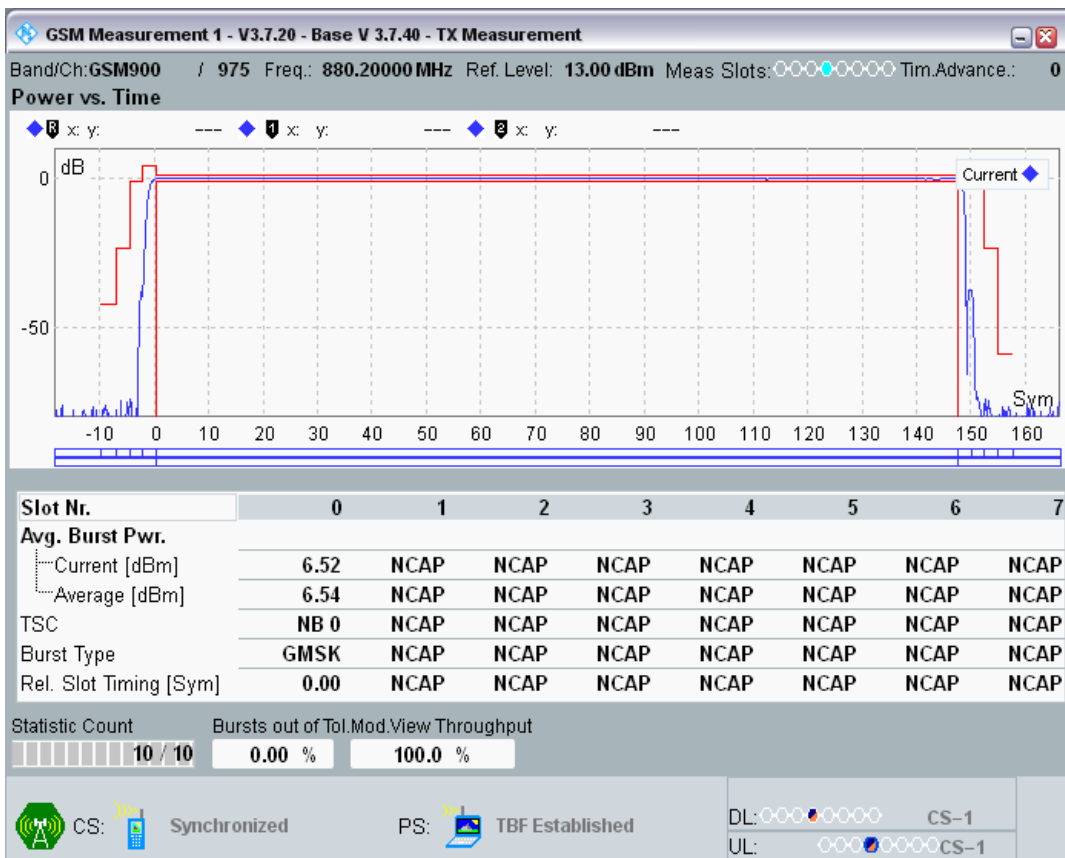 GSM Measurement 1 - V3.7.20 - Base V 3.7.40 - TX Measurement
Band/Ch:GSM900 / 975 Freq.: 880.20000 MHz Ref. Level: 13.00 dBm Meas Slots: Tim.Advance.: 0
Power vs. Time
R x: y: --- 1 x: y: --- 2 x: y: ---
dB
Current
0
-50
Sym
-10 0 10 20 30 40 50 60 70 80 90 100 110 120 130 140 150 160
Slot Nr. 0 1 2 3 4 5 6 7
Avg. Burst Pwr.
Current [dBm] 6.52 NCAP NCAP NCAP NCAP NCAP NCAP NCAP
Average [dBm] 6.54 NCAP NCAP NCAP NCAP NCAP NCAP NCAP
TSC NB 0 NCAP NCAP NCAP NCAP NCAP NCAP NCAP
Burst Type GMSK NCAP NCAP NCAP NCAP NCAP NCAP NCAP
Rel. Slot Timing [Sym] 0.00 NCAP NCAP NCAP NCAP NCAP NCAP NCAP
Statistic Count Bursts out of Tol.Mod.View Throughput
10 / 10 0.00 % 100.0 %
CS: Synchronized PS: TBF Established DL: CS-1
UL: CS-1